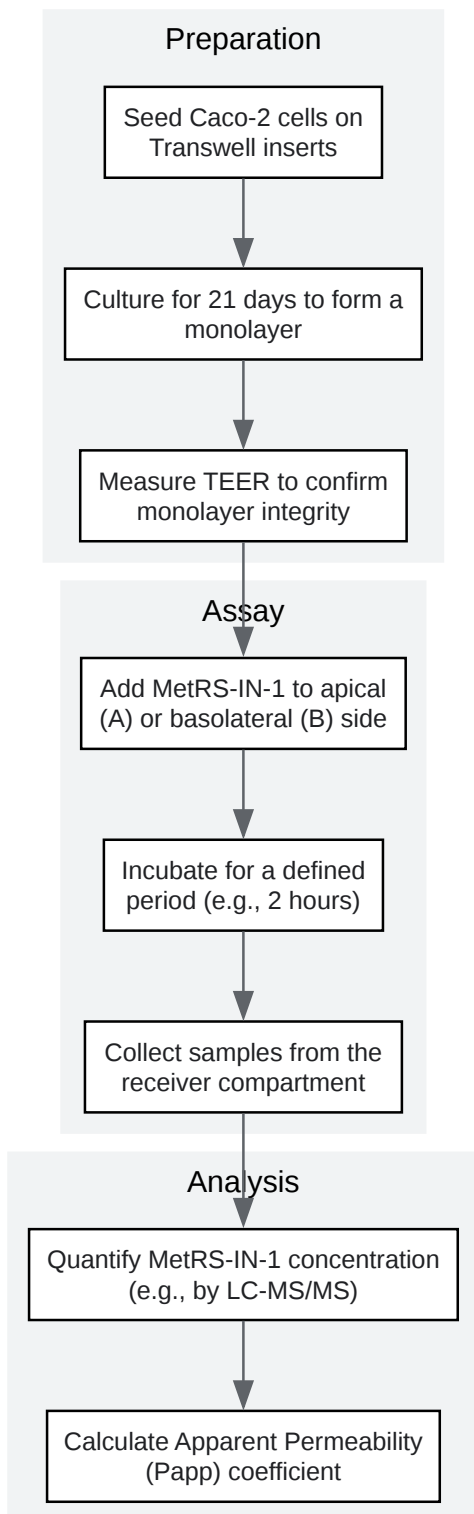 Preparation
Seed Caco-2 cells on
Transwell inserts
Culture for 21 days to form a
monolayer
Measure TEER to confirm
monolayer integrity
Assay
Add MetRS-IN-1 to apical
(A) or basolateral (B) side
Incubate for a defined
period (e.g., 2 hours)
Collect samples from the
receiver compartment
Analysis
Quantify MetRS-IN-1 concentration
(e.g., by LC-MS/MS)
Calculate Apparent Permeability
(Papp) coefficient